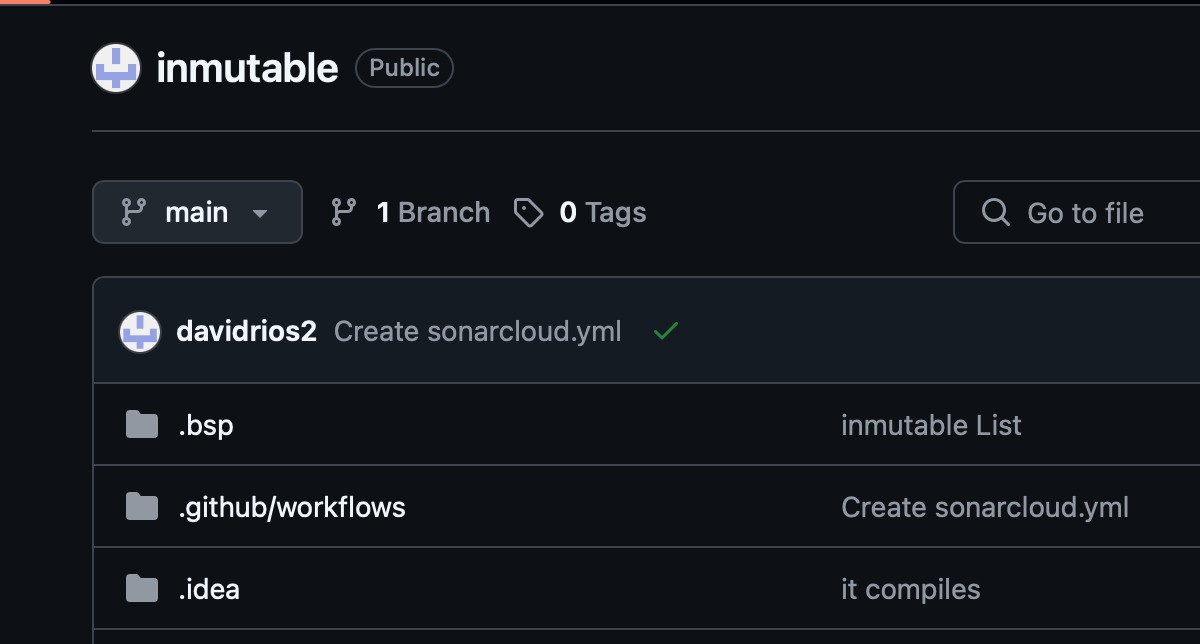 inmutable Public
main 1 Branch 0 Tags Go to file
davidrios2 Create sonarcloud.yml
.bsp inmutable List
.github/workflows Create sonarcloud.yml
.idea it compiles